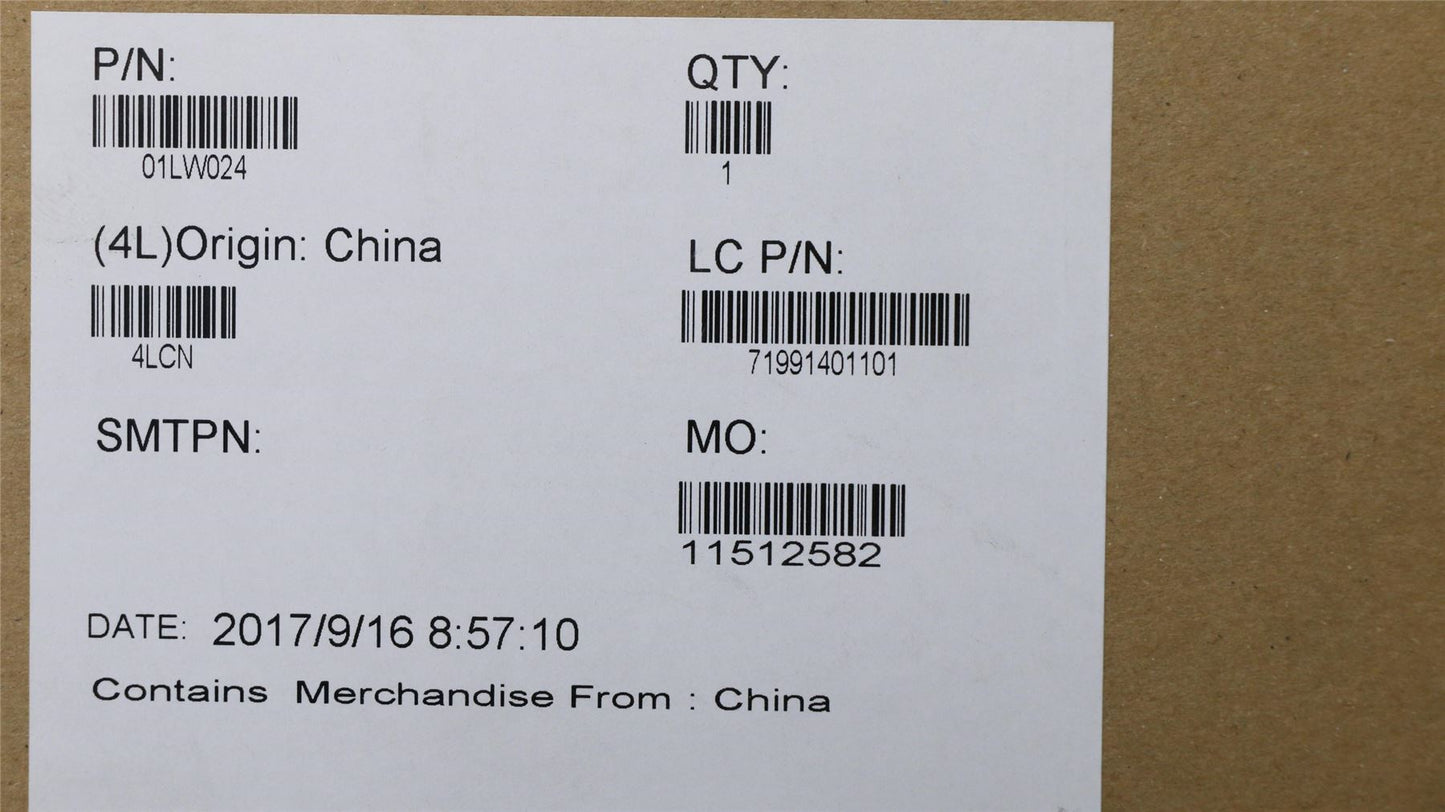 P/N:
QTY:
01LW024
1
(4L)Origin: China
LC P/N:
4LCN
71991401101
SMTPN:
MO:
11512582
DATE: 2017/9/16 8:57:10
Contains Merchandise From : China